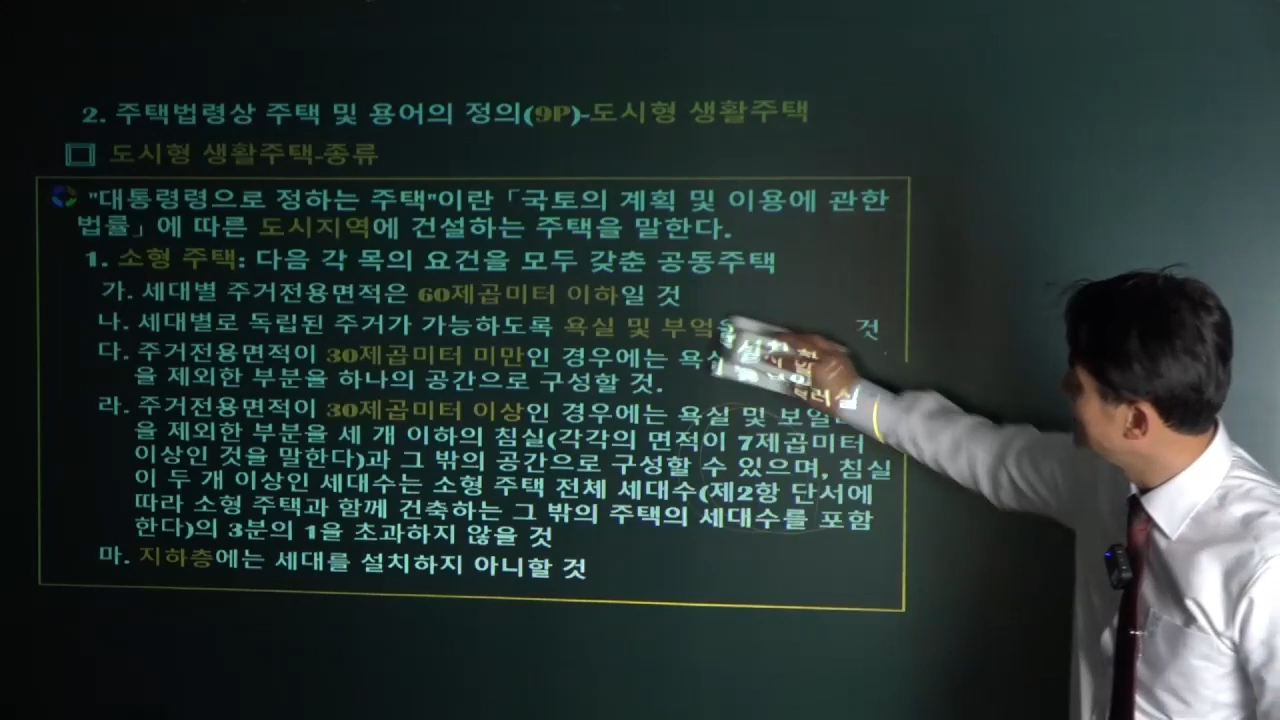 2. 주택법령상 주택 및 용어의 정의(9P)-도시형 생활주택
도시형 생활주택-종류
"대통령령으로 정하는 주택"이란 「국토의 계획 및 이용에 관한
법률」에 따른 도시지역에 건설하는 주택을 말한다.
1. 소형 주택: 다음 각 목의 요건을 모두 갖춘 공동주택
가. 세대별 주거전용면적은 60제곱미터 이하일 것
나. 세대별로 독립된 주거가 가능하도록 욕실 및 부엌을 것
다. 주거전용면적이 30제곱미터 미만인 경우에는
을 제외한 부분을 하나의 공간으로 구성할 것.
라. 주거전용면적이 30제곱미터 이상인 경우에는 욕실 및
을 제외한 부분을 세 개 이하의 침실(각각의 면적이 7제곱미터
이상인 것을 말한다)과 그 밖의 공간으로 구성할 수 있으며, 침실
이 두 개 이상인 세대수는 소형 주택 전체 세대수(제2항 단서에
따라 소형 주택과 함께 건축하는 그 밖의 주택의 세대수를 포함
한다)의 3분의 1을 초과하지 않을 것
마. 지하층에는 세대를 설치하지 아니할 것